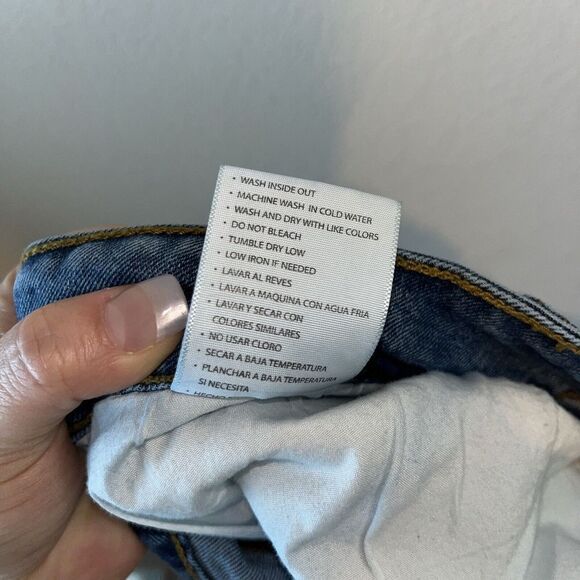 • WASH INSIDE OUT
• MACHINE WASH IN COLD WATER
• WASH AND DRY WITH LIKE COLORS
• DO NOT BLEACH
• TUMBLE DRY LOW
• LOW IRON IF NEEDED
• LAVAR AL REVES
• LAVAR A MAQUINA CON AGUA FRIA
• LAVAR Y SECAR CON
COLORES SIMILARES
• NO USAR CLORO
• SECAR A BAJA TEMPERATURA
• PLANCHAR A BAJA TEMPERATURA
SI NECESITA